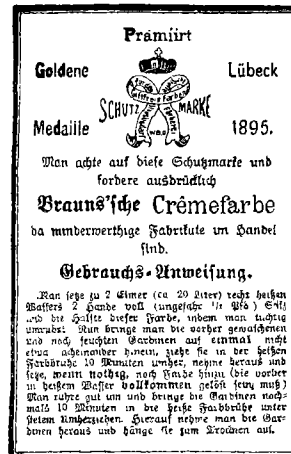 Prämiirt
Goldene Lübeck
SCHUTZ MARKE
Medaille 1895.
Man achte auf diese Schutzmarke und
fordere ausdrücklich
Brauns'sche Crêmefarbe
da minderwerthige Fabrikate im Handel
sind.
Gebrauchs-Anweisung.
Man setze zu 2 Eimer (ca. 20 Liter) recht heißen
Wassers 2 Hände voll (ungefähr ½ Pfd) Salz
und die Hälfte dieser Farbe, indem man tüchtig
umrührt. Nun bringe man die vorher gewaschenen
und noch feuchten Gardinen auf einmal nicht
etwa nacheinander hinein, ziehe sie in der heißen
Farbbrühe 10 Minuten umher, nehme heraus und
setze, wenn nöthig, noch Farbe hinzu (die vorher
in heißem Wasser vollkommen gelöst sein muß)
Man rühre gut um und bringe die Gardinen noch-
mals 10 Minuten in die heiße Farbbrühe unter
stetem Umherziehen. Hierauf nehme man die Gar-
dinen heraus und hänge sie zum Trocknen auf.